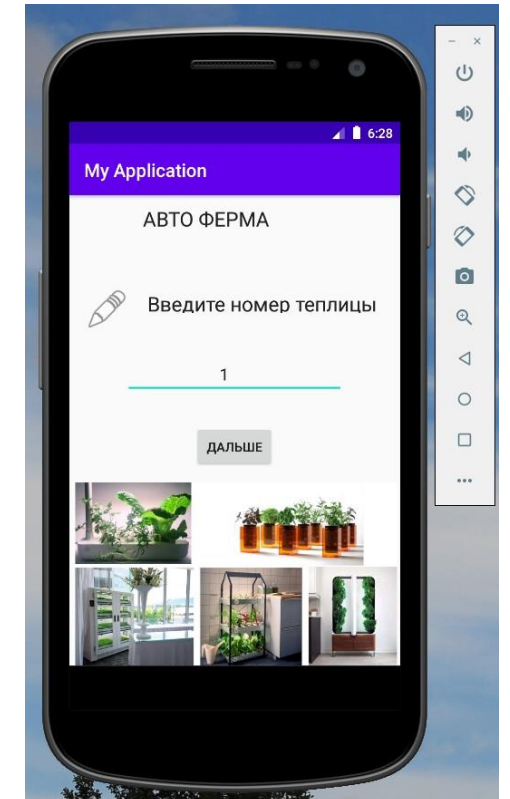 6:28
My Application
АВТО ФЕРМА
Введите номер теплицы
1
ДАЛЬШЕ